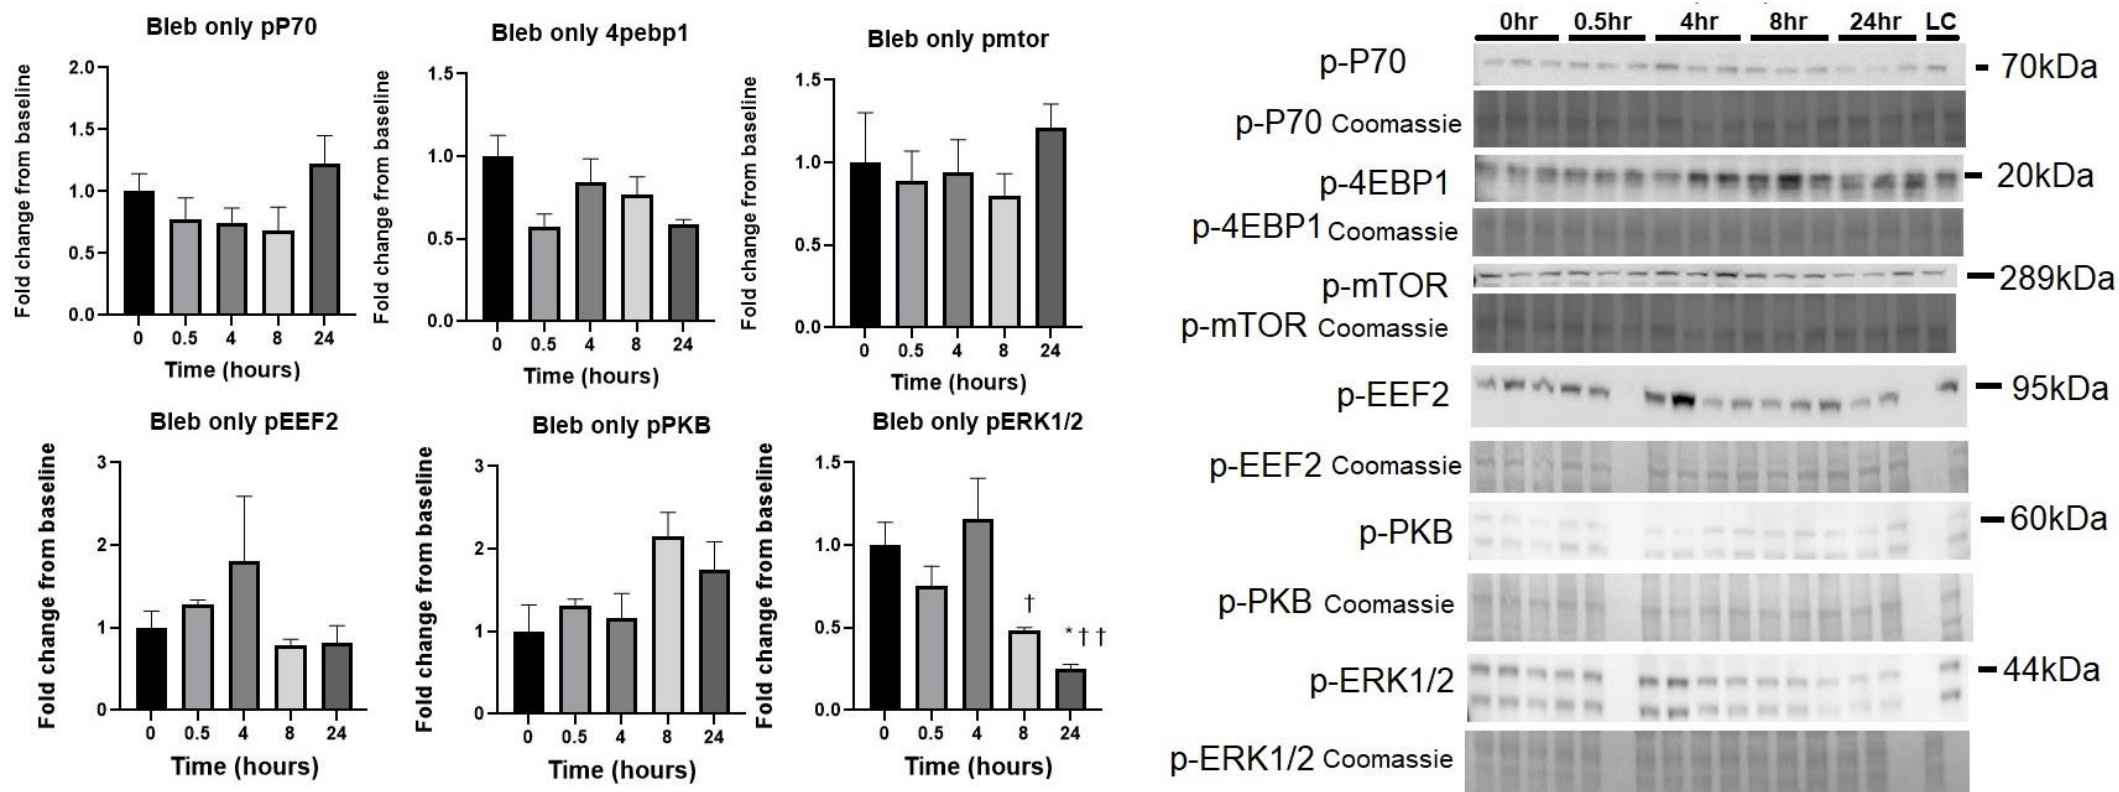 Bleb only pP70
Fold change from baseline
2.0
1.5
1.0
0.5
0.0
0 0.5 4 8 24
Time (hours)
Bleb only 4pebp1
Fold change from baseline
1.5
1.0
0.5
0.0
0 0.5 4 8 24
Time (hours)
Bleb only pmtor
Fold change from baseline
1.5
1.0
0.5
0.0
0 0.5 4 8 24
Time (hours)
Bleb only pEEF2
Fold change from baseline
3
2
1
0
0 0.5 4 8 24
Time (hours)
Bleb only pPKB
Fold change from baseline
3
2
1
0
0 0.5 4 8 24
Time (hours)
Bleb only pERK1/2
Fold change from baseline
1.5
1.0
0.5
0.0
†
*††
0 0.5 4 8 24
Time (hours)
0hr 0.5hr 4hr 8hr 24hr LC
p-P70 - 70kDa
p-P70 Coomassie
p-4EBP1 20kDa
p-4EBP1 Coomassie
p-mTOR 289kDa
p-mTOR Coomassie
p-EEF2 95kDa
p-EEF2 Coomassie
p-PKB 60kDa
p-PKB Coomassie
p-ERK1/2 44kDa
p-ERK1/2 Coomassie